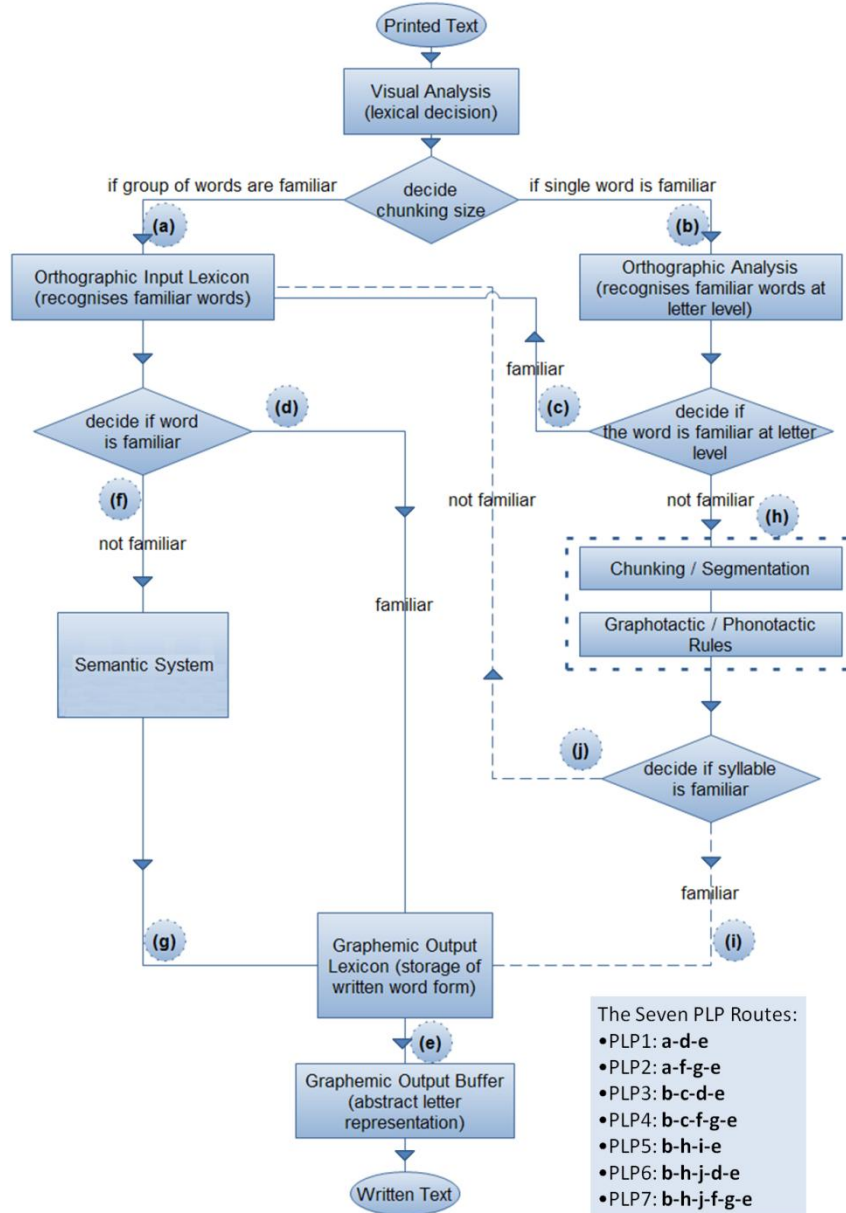 Printed Text
Visual Analysis
(lexical decision)
decide
chunking size
if group of words are familiar
if single word is familiar
(a)
(b)
Orthographic Input Lexicon
(recognises familiar words)
Orthographic Analysis
(recognises familiar words at
letter level)
familiar
(c)
decide if word
is familiar
(d)
decide if
the word is familiar at letter
level
(f)
not familiar
not familiar
not familiar
(h)
Chunking / Segmentation
Graphotactic / Phonotactic
Rules
familiar
Semantic System
(j)
decide if syllable
is familiar
familiar
(g)
(i)
Graphemic Output
Lexicon (storage of
written word form)
(e)
Graphemic Output Buffer
(abstract letter
representation)
Written Text
The Seven PLP Routes:
•PLP1: a-d-e
•PLP2: a-f-g-e
•PLP3: b-c-d-e
•PLP4: b-c-f-g-e
•PLP5: b-h-i-e
•PLP6: b-h-j-d-e
•PLP7: b-h-j-f-g-e